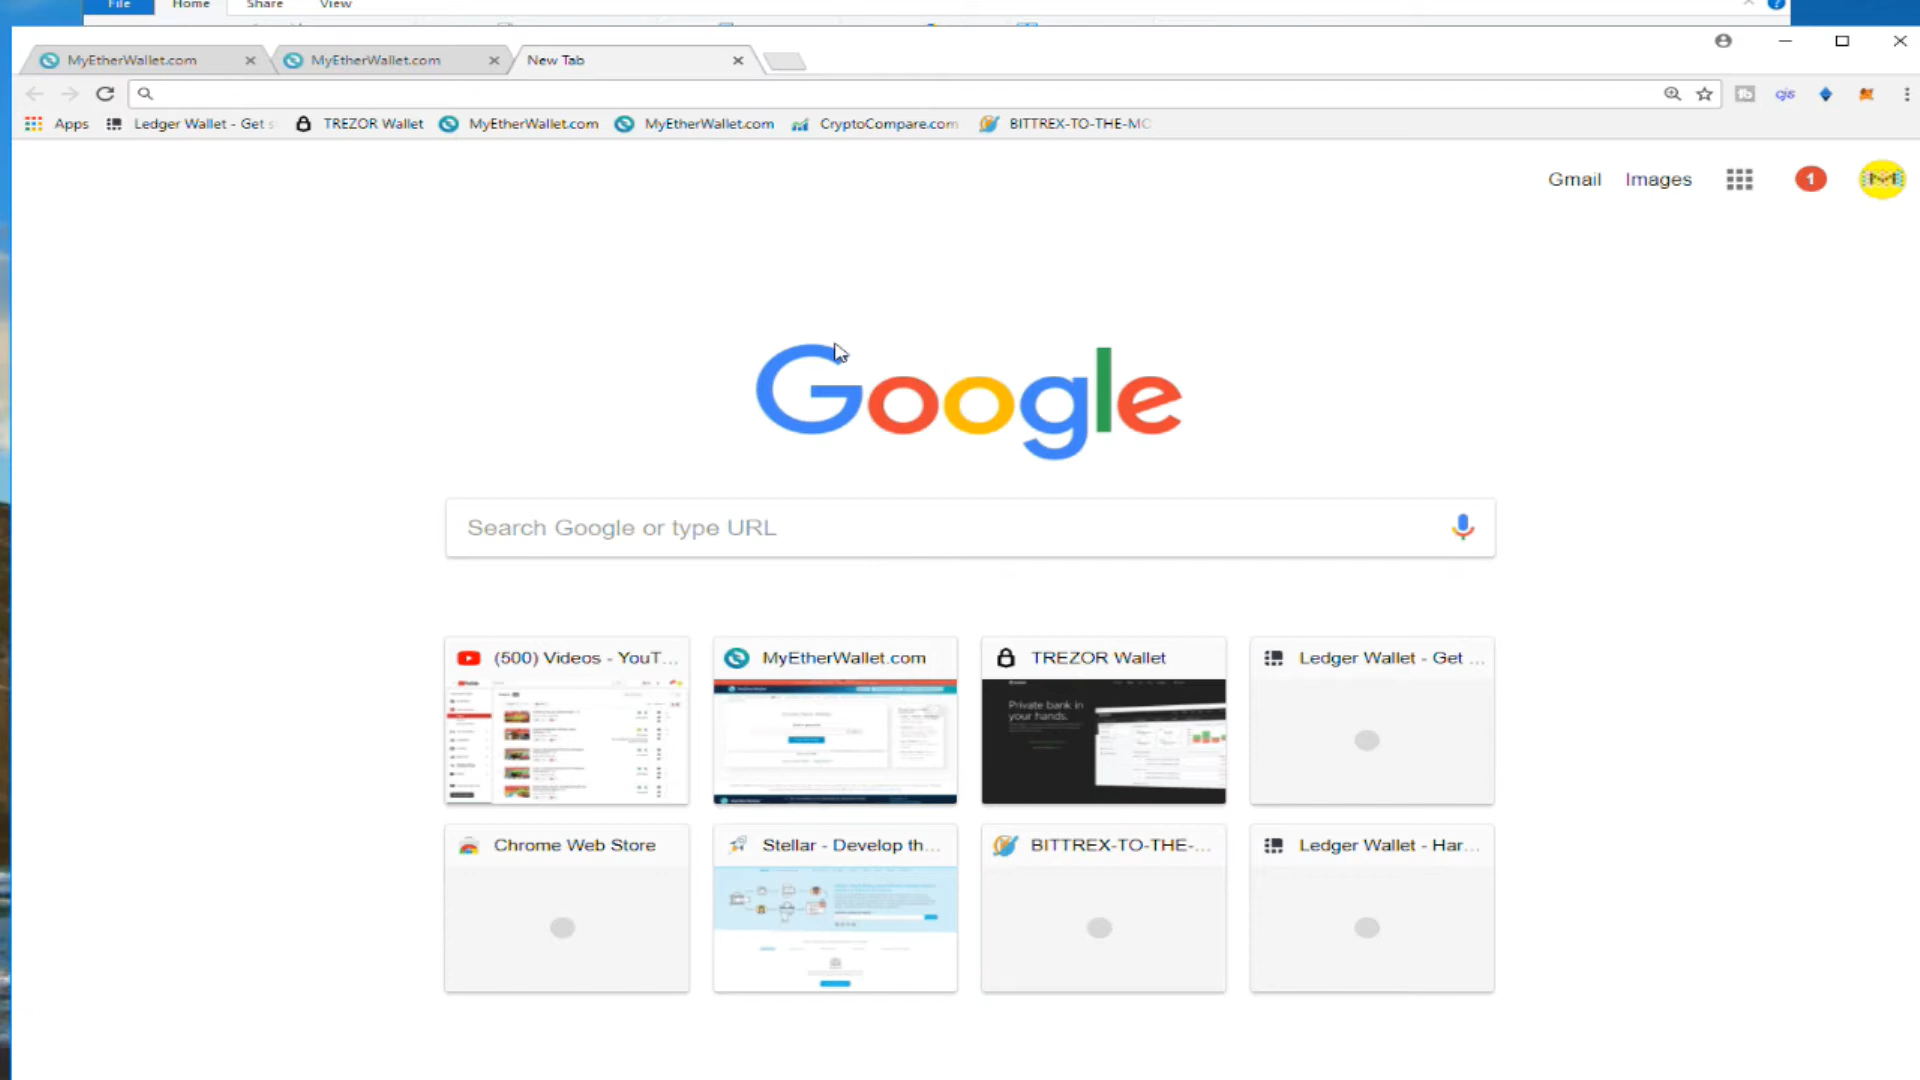 File Home Share View
MyEtherWallet.com MyEtherWallet.com New Tab
Apps Ledger Wallet - Get TREZOR Wallet MyEtherWallet.com MyEtherWallet.com CryptoCompare.com BITTREX-TO-THE-MC
Gmail Images 1
Google
Search Google or type URL
(500) Videos - YouT... MyEtherWallet.com TREZOR Wallet Ledger Wallet - Get ...
Private bank in
your hands.
Chrome Web Store Stellar - Develop th... BITTREX-TO-THE-... Ledger Wallet - Har...